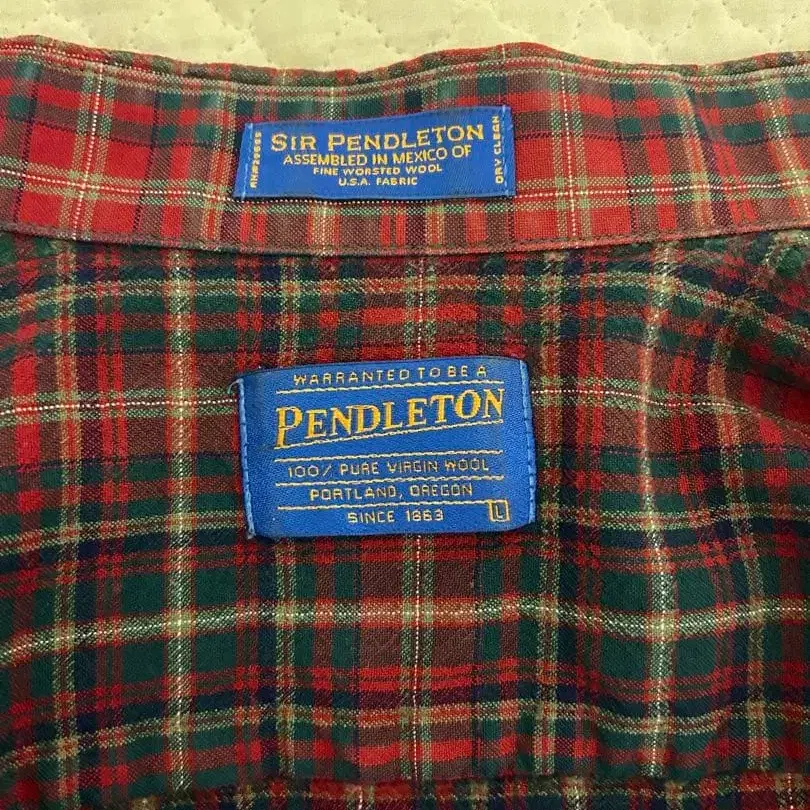 SIR PENDLETON
ASSEMBLED IN MEXICO OF
FINE WORSTED WOOL
U.S.A. FABRIC
DRY CLEAN
WARRANTED TO BE A
PENDLETON
100% PURE VIRGIN WOOL
PORTLAND, OREGON
SINCE 1863 L